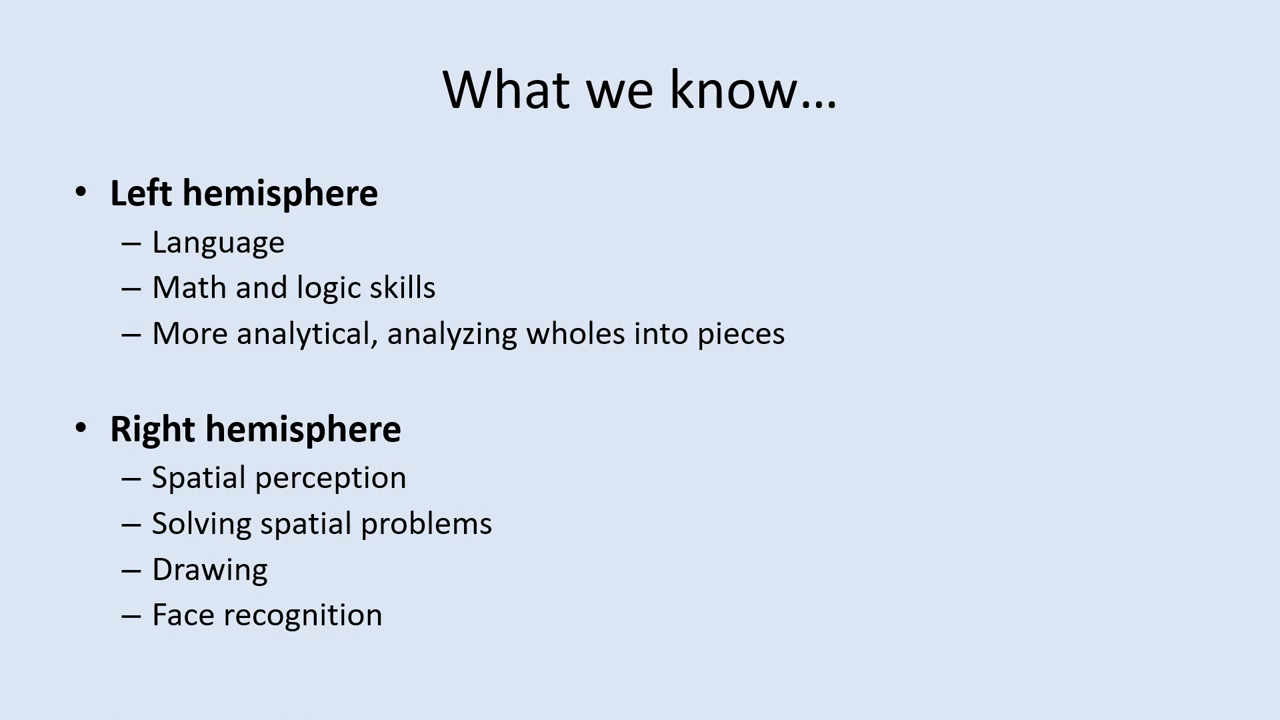 What we know…
• Left hemisphere
– Language
– Math and logic skills
– More analytical, analyzing wholes into pieces
• Right hemisphere
– Spatial perception
– Solving spatial problems
– Drawing
– Face recognition